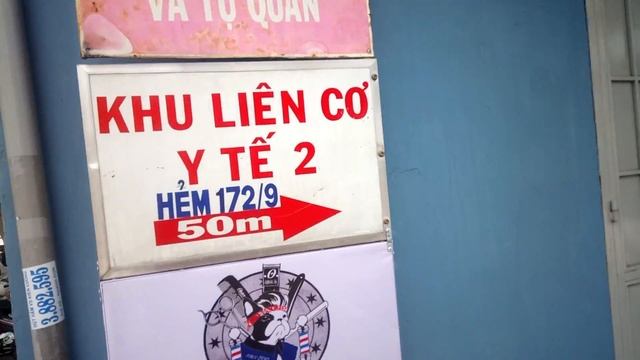 VÀ TỰ QUẢN
KHU LIÊN CƠ
Y TẾ 2
HẺM 172/9
50m
3.882.595